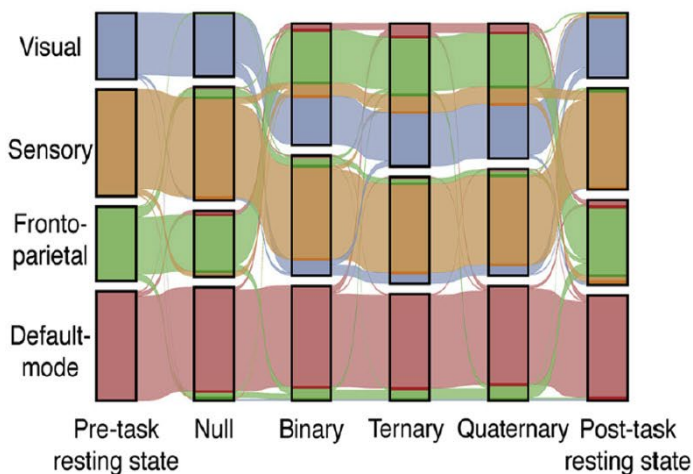 Visual
Sensory
Fronto-
parietal
Default-
mode
Pre-task Null Binary Ternary Quaternary Post-task
resting state resting state